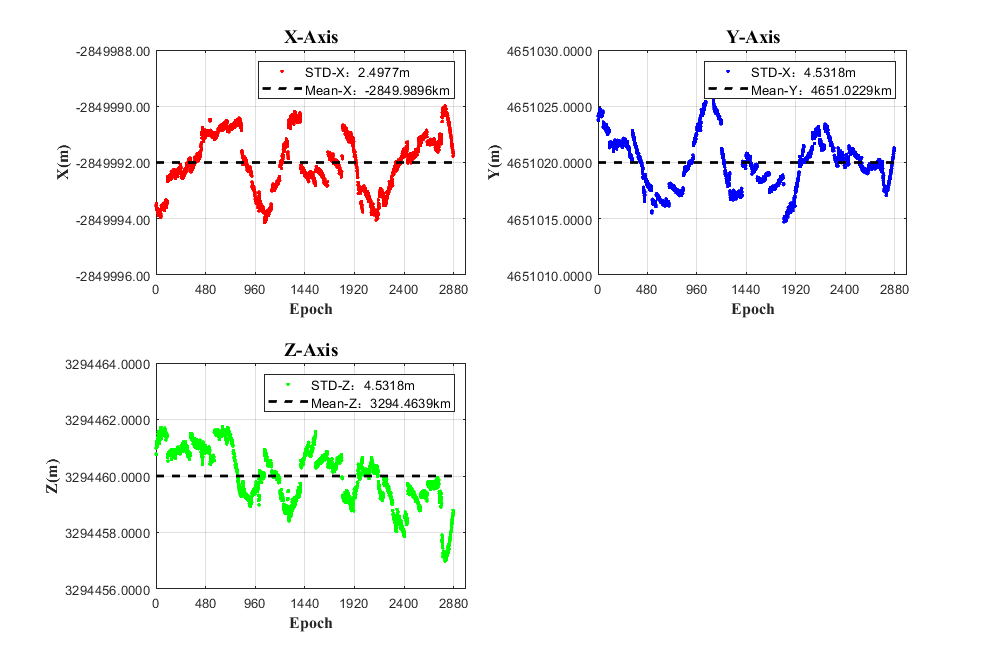 X-Axis
-2849988.00
-2849990.00
-2849992.00
-2849994.00
-2849996.00
X(m)
STD-X：2.4977m
Mean-X：-2849.9896km
0 480 960 1440 1920 2400 2880
Epoch
Y-Axis
4651030.0000
4651025.0000
4651020.0000
4651015.0000
4651010.0000
Y(m)
STD-X：4.5318m
Mean-Y：4651.0229km
0 480 960 1440 1920 2400 2880
Epoch
Z-Axis
3294464.0000
3294462.0000
3294460.0000
3294458.0000
3294456.0000
Z(m)
STD-Z：4.5318m
Mean-Z：3294.4639km
0 480 960 1440 1920 2400 2880
Epoch